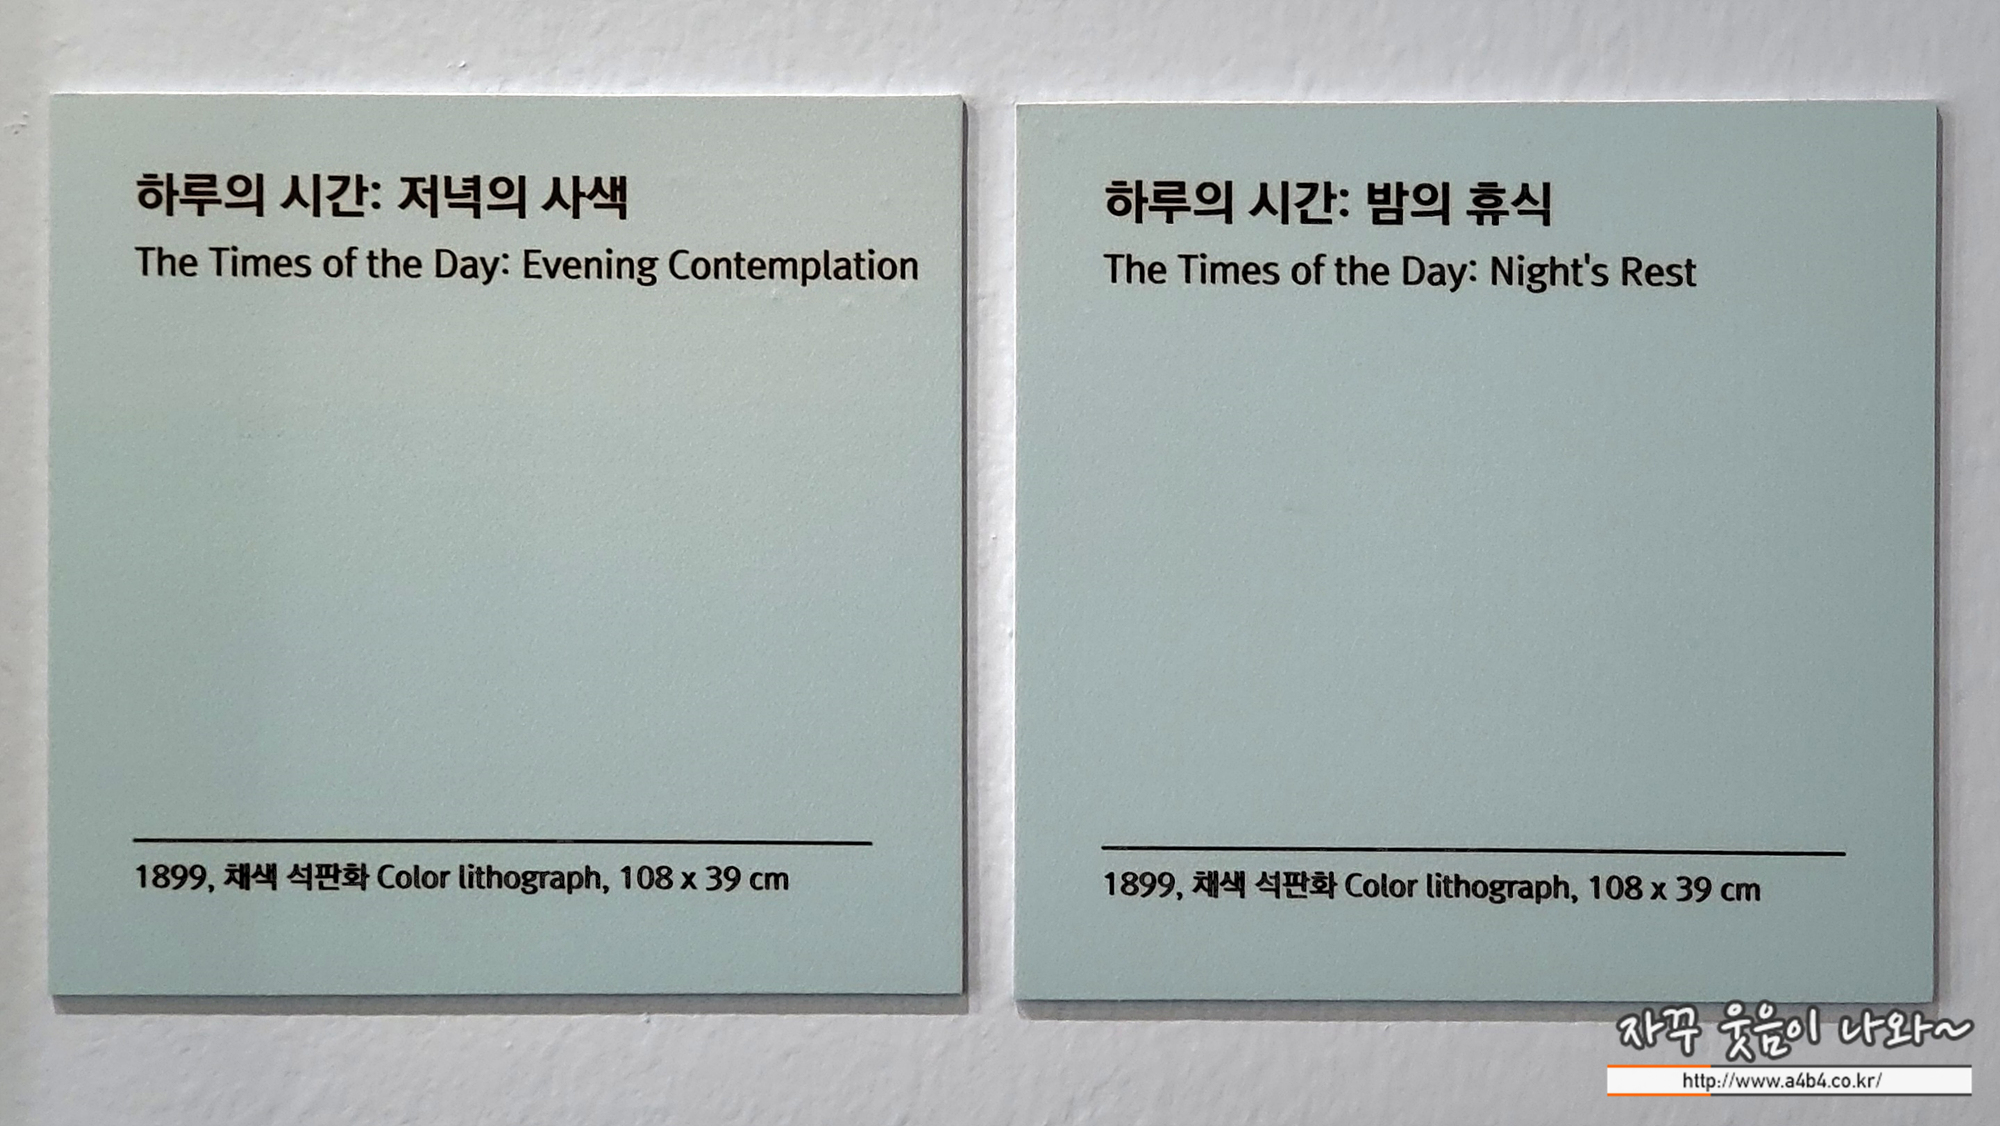 하루의 시간: 저녁의 사색
The Times of the Day: Evening Contemplation
1899, 채색 석판화 Color lithograph, 108 x 39 cm
하루의 시간: 밤의 휴식
The Times of the Day: Night's Rest
1899, 채색 석판화 Color lithograph, 108 x 39 cm
자꾸 웃음이 나와~
http://www.a4b4.co.kr/